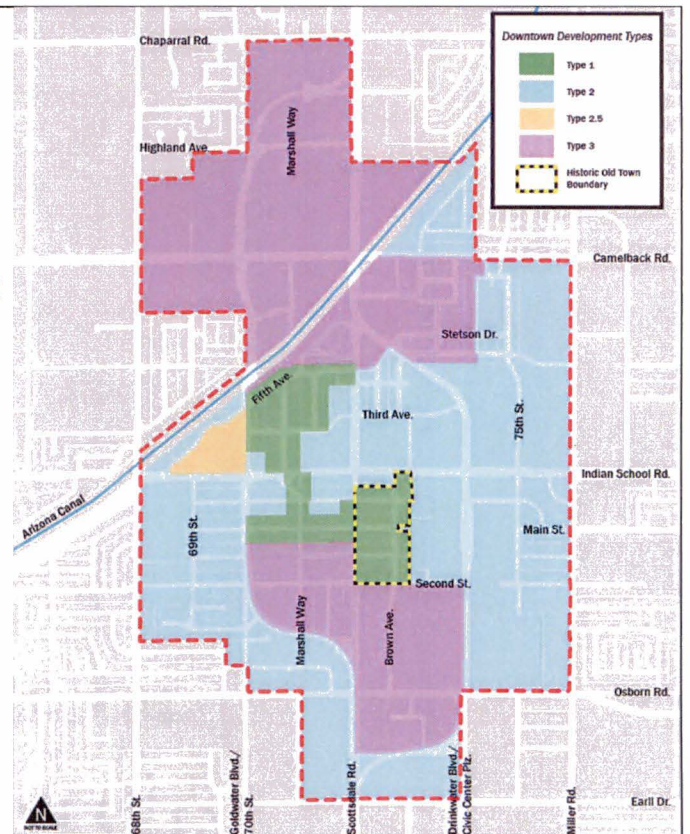 Downtown Development Types
Type 1
Type 2
Type 2.5
Type 3
Historic Old Town
Boundary
Chaparral Rd.
Highland Ave.
Marshall Way
Camelback Rd.
Stetson Dr.
Fifth Ave.
Third Ave.
75th St.
Indian School Rd.
Arizona Canal
69th St.
Main St.
Second St.
Marshall Way
Brown Ave.
Osborn Rd.
68th St.
Goldwater Blvd./
70th St.
Scottsdale Rd.
Drinkwater Blvd./
Civic Center Plz.
Miller Rd.
Earll Dr.
N
NOT TO SCALE